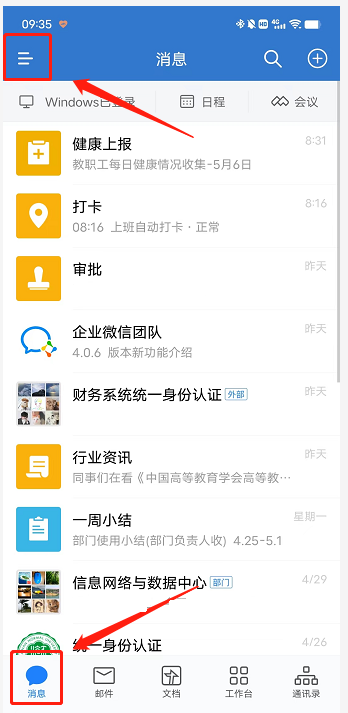 09:35
HD 4G
消息
Windows已登录 日程 会议
健康上报 8:31
教职工每日健康情况收集-5月6日
打卡 8:16
08:16 上班自动打卡·正常
审批 昨天
企业微信团队 昨天
4.0.6 版本新功能介绍
财务系统统一身份认证 外部 昨天
行业资讯 昨天
同事们在看《中国高等教育学会高等教…
一周小结 星期一
部门使用小结(部门负责人收) 4.25-5.1
信息网络与数据中心 部门 4/29
统一身份认证 4/26
消息 邮件 文档 工作台 通讯录